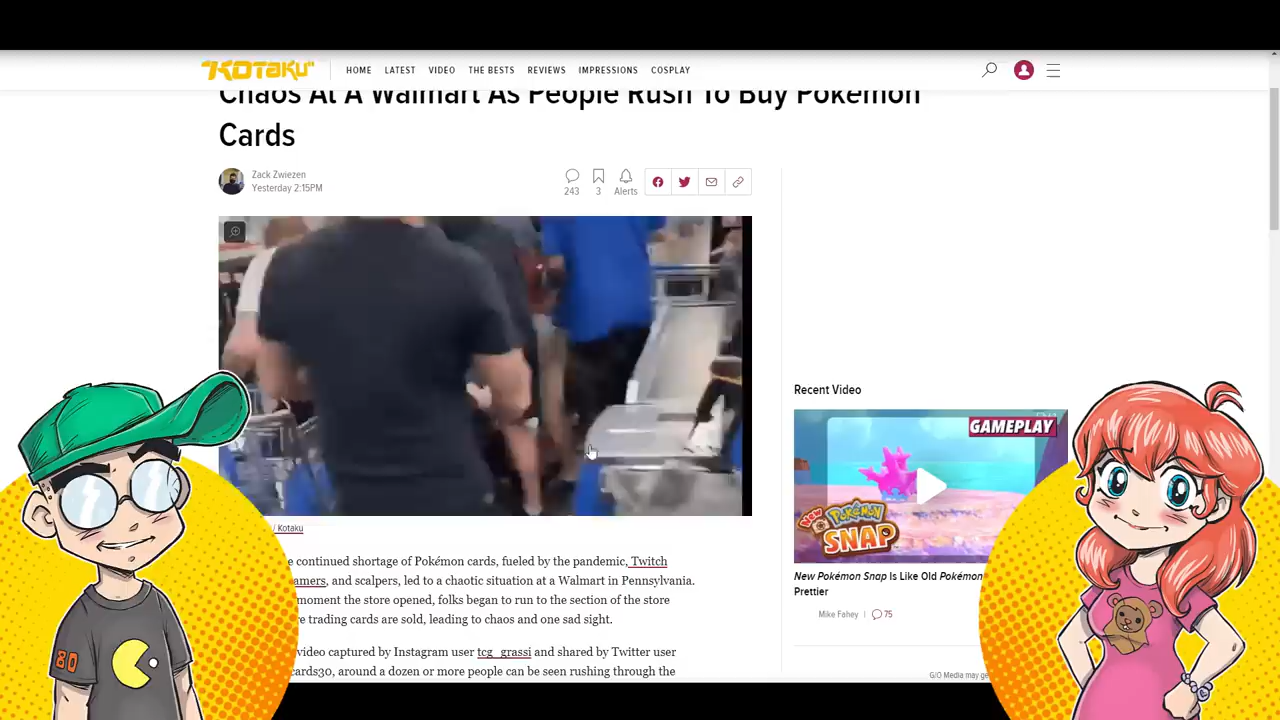 KOTAKU
HOME LATEST VIDEO THE BESTS REVIEWS IMPRESSIONS COSPLAY
Chaos At A Walmart As People Rush To Buy Pokémon
Cards
Zack Zwiezen
Yesterday 2:15PM
243
3
Alerts
/ Kotaku
continued shortage of Pokémon cards, fueled by the pandemic, Twitch
and scalpers, led to a chaotic situation at a Walmart in Pennsylvania.
moment the store opened, folks began to run to the section of the store
trading cards are sold, leading to chaos and one sad sight.
video captured by Instagram user tcg_grassi and shared by Twitter user
around a dozen or more people can be seen rushing through the
Recent Video
GAMEPLAY
NEW
POKÉMON
SNAP
New Pokémon Snap Is Like Old Pokémon
Prettier
Mike Fahey
75
G/O Media may
80